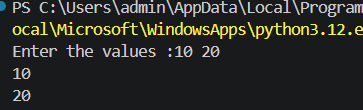 PS C:\Users\admin\AppData\Local\Program
ocal\Microsoft\WindowsApps\python3.12.e
Enter the values :10 20
10
20